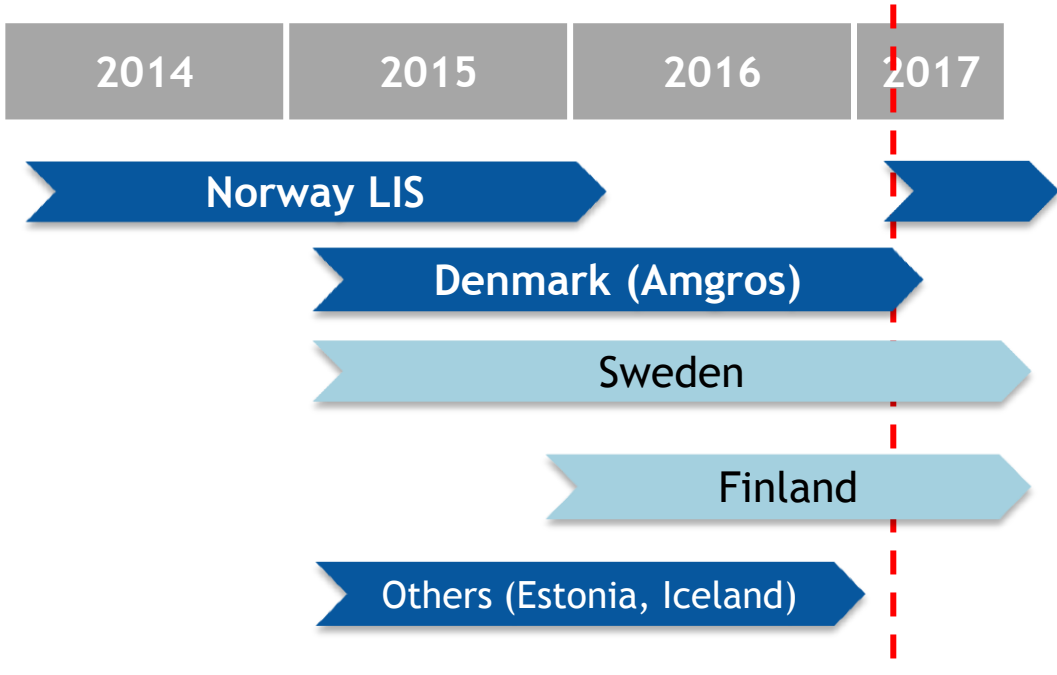 2014 2015 2016 2017
Norway LIS
Denmark (Amgros)
Sweden
Finland
Others (Estonia, Iceland)